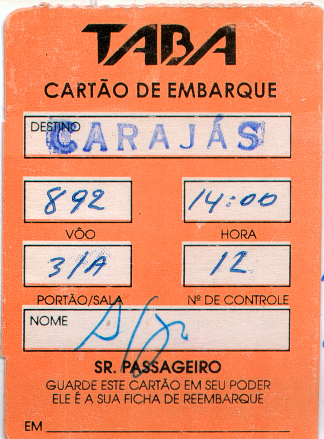 TABA
CARTÃO DE EMBARQUE
DESTINO
CARAJÁS
892 14:00
VÔO HORA
3/A 12
PORTÃO/SALA Nº DE CONTROLE
NOME
SR. PASSAGEIRO
GUARDE ESTE CARTÃO EM SEU PODER
ELE É A SUA FICHA DE REEMBARQUE
EM